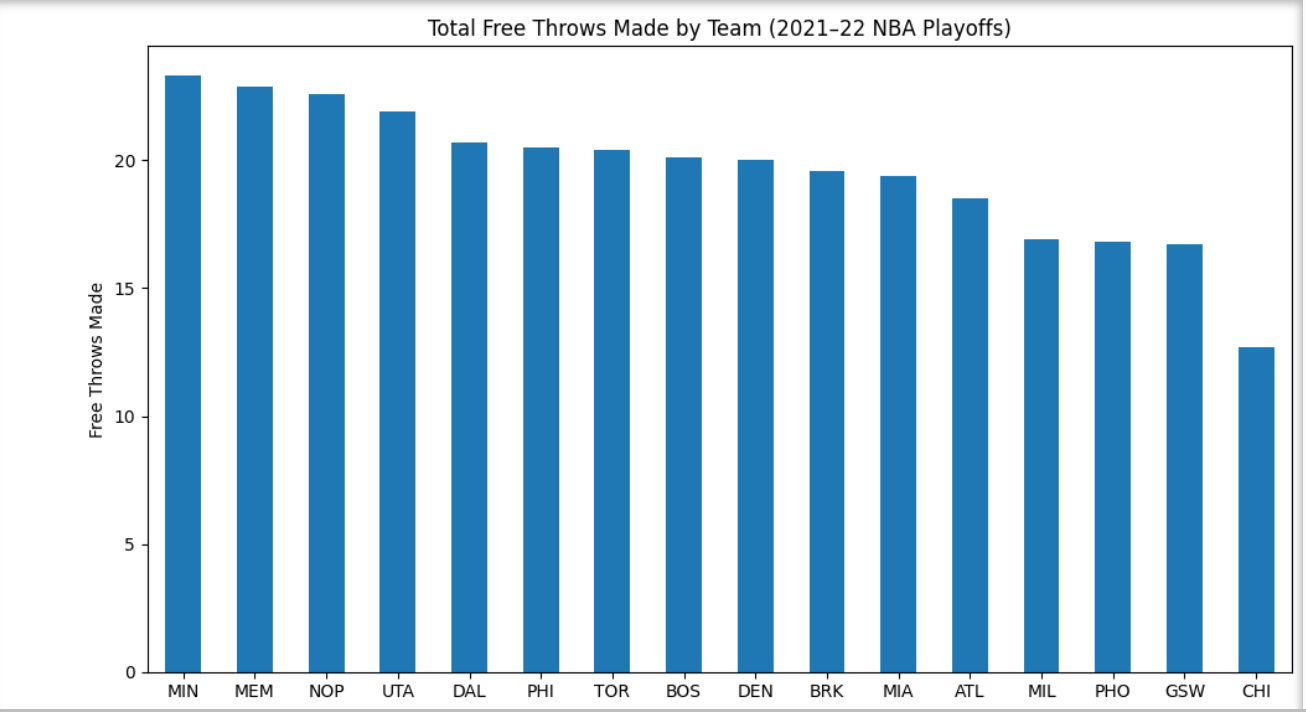 Total Free Throws Made by Team (2021–22 NBA Playoffs)
Free Throws Made
20
15
10
5
0
MIN MEM NOP UTA DAL PHI TOR BOS DEN BRK MIA ATL MIL PHO GSW CHI